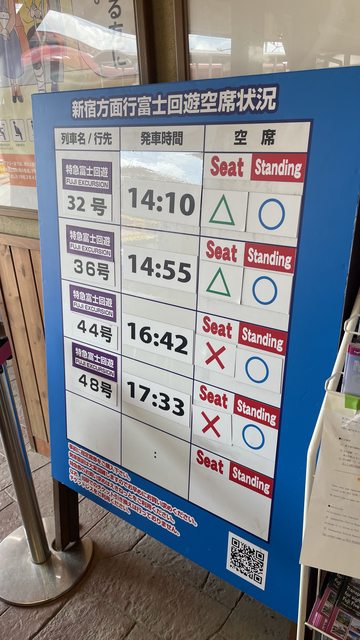 新宿方面行富士回遊空席状況
列車名/行先 発車時間 空席
特急富士回遊 FUJI EXCURSION 32号 14:10 Seat △ Standing ○
特急富士回遊 FUJI EXCURSION 36号 14:55 Seat △ Standing ○
特急富士回遊 FUJI EXCURSION 44号 16:42 Seat × Standing ○
特急富士回遊 FUJI EXCURSION 48号 17:33 Seat × Standing ○
: Seat Standing